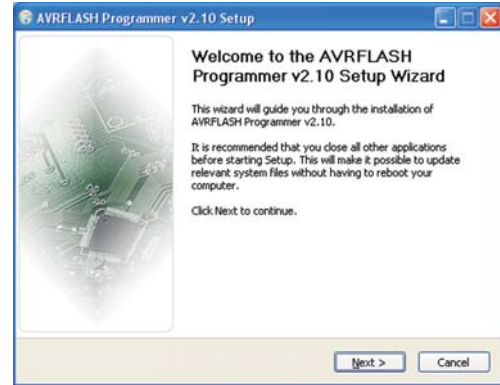 AVRFLASH Programmer v2.10 Setup
Welcome to the AVRFLASH
Programmer v2.10 Setup Wizard
This wizard will guide you through the installation of
AVRFLASH Programmer v2.10.
It is recommended that you close all other applications
before starting Setup. This will make it possible to update
relevant system files without having to reboot your
computer.
Click Next to continue.
Next >
Cancel